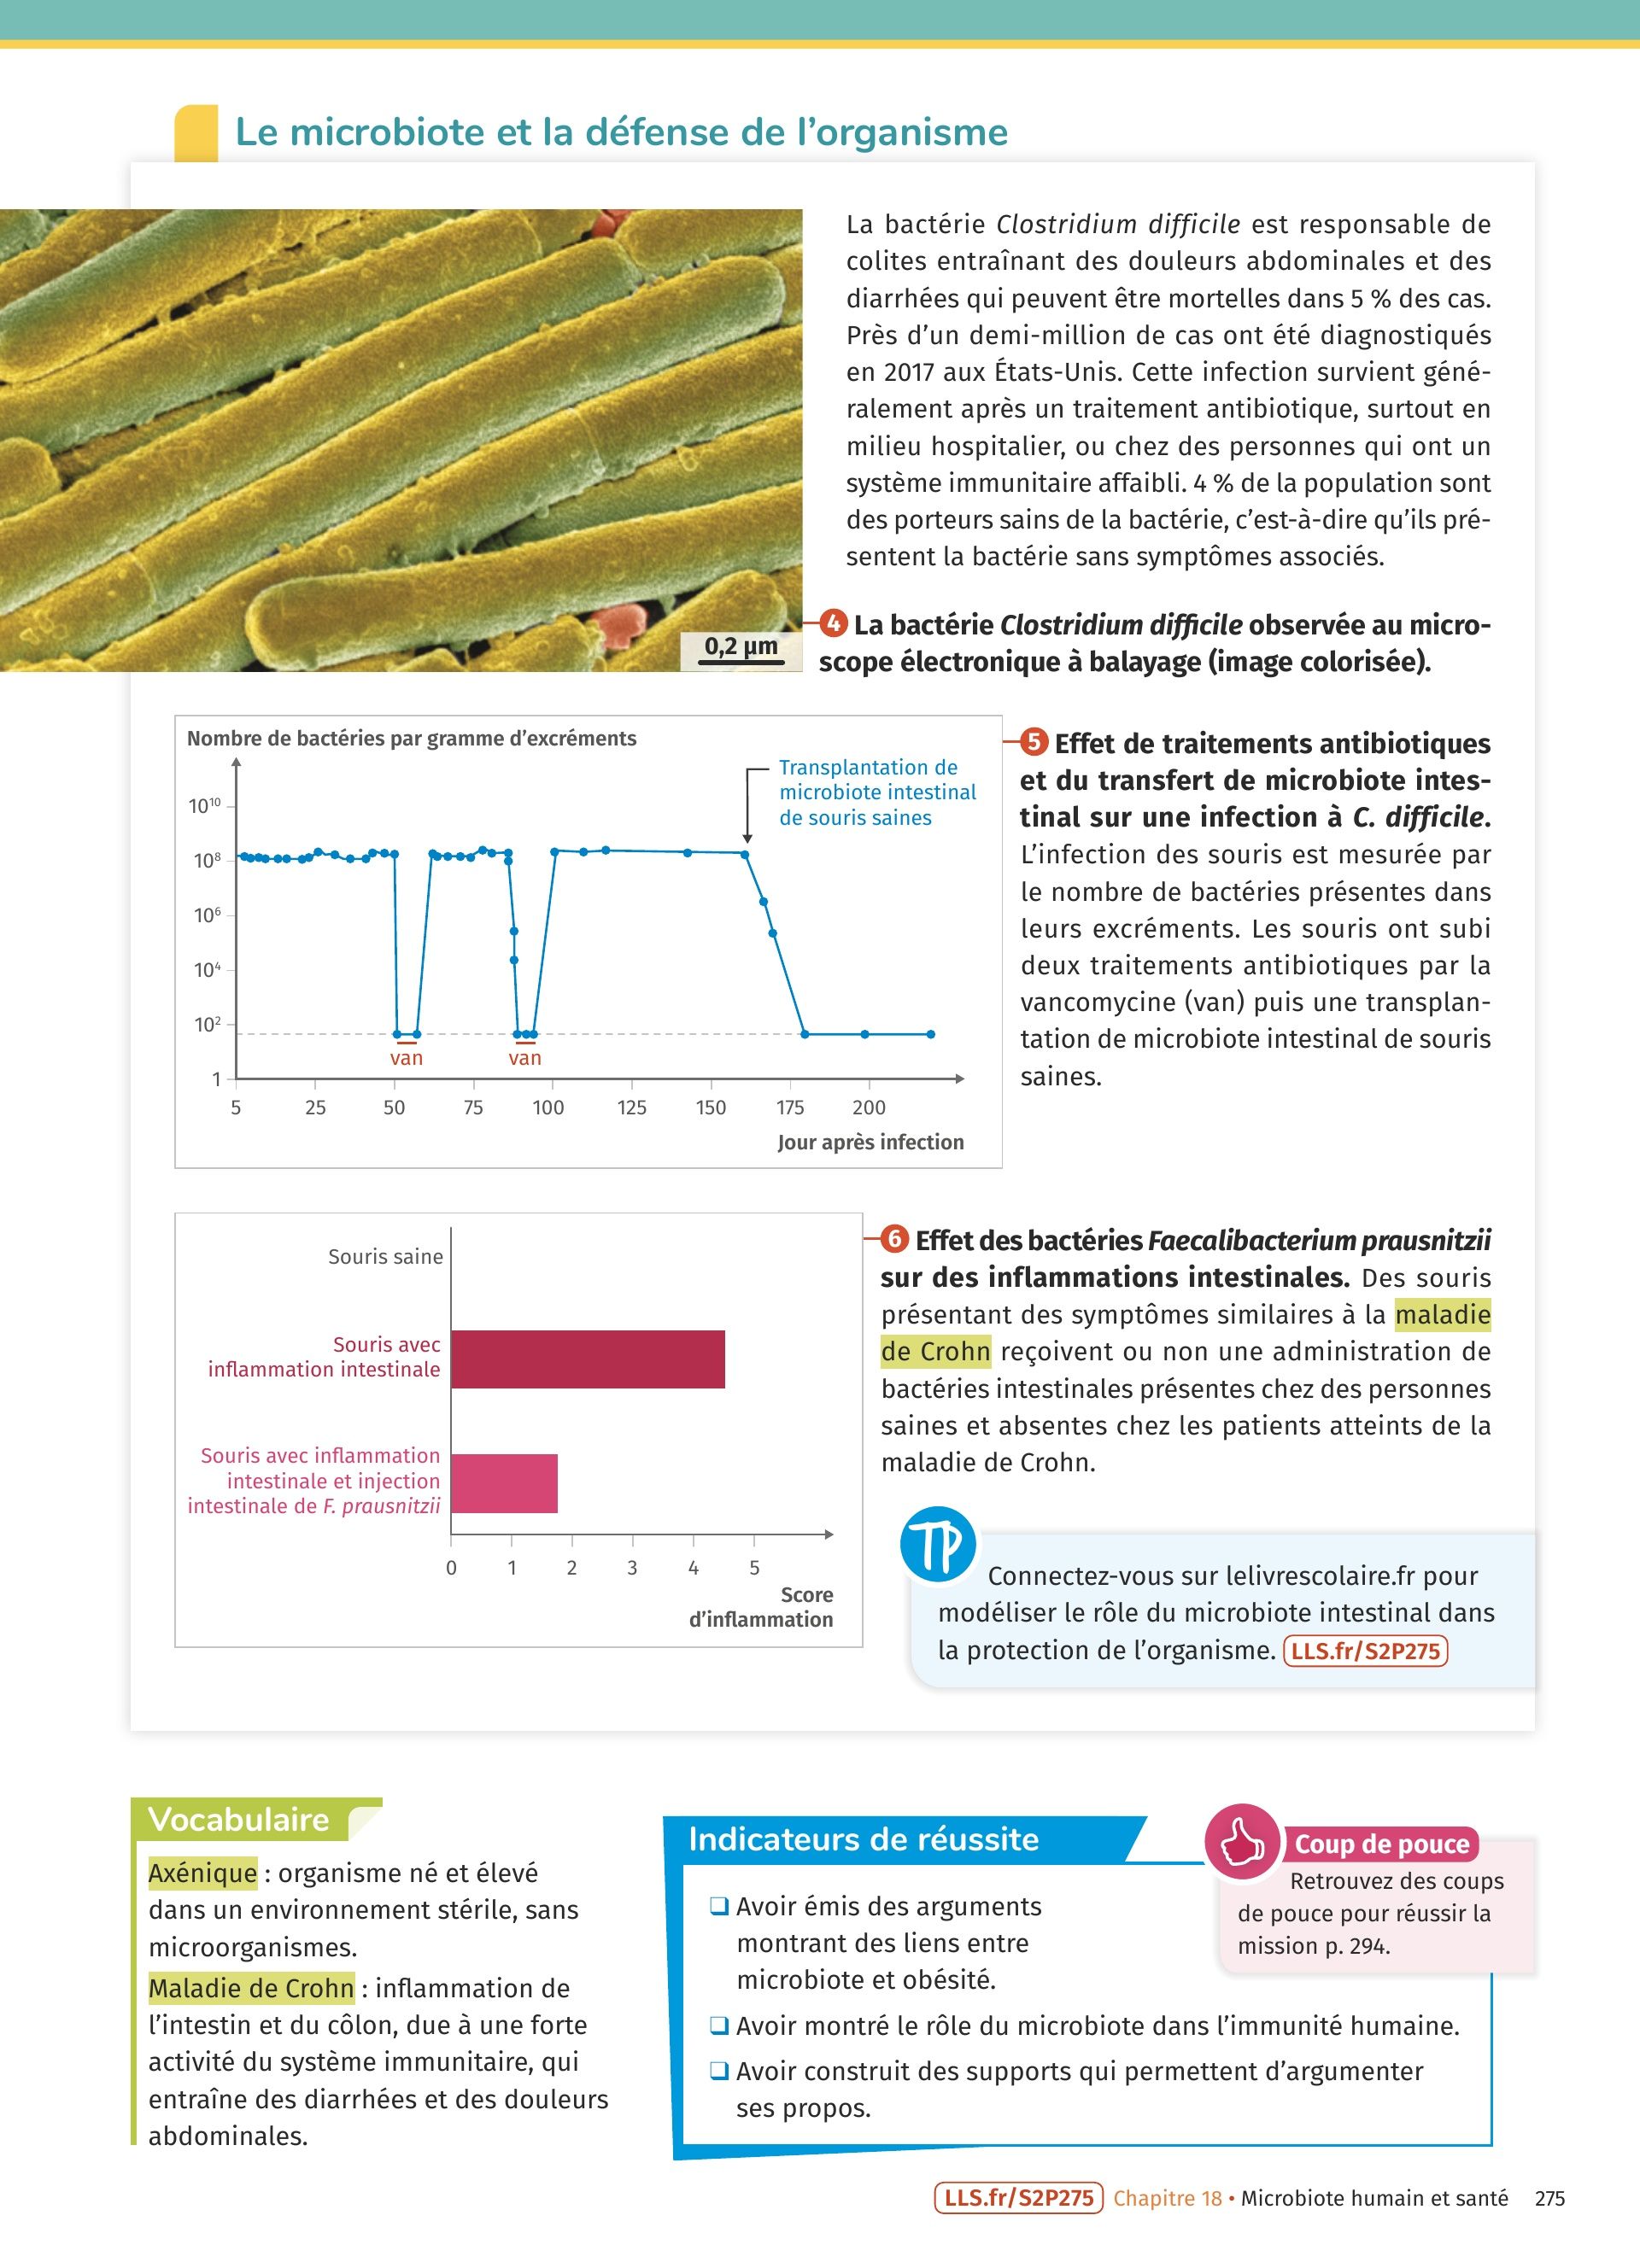 Le microbiote et la défense de l'organisme
La bactérie Clostridium difficile est responsable de
colites entraînant des douleurs abdominales et des
diarrhées qui peuvent être mortelles dans 5 % des cas.
Près d'un demi-million de cas ont été diagnostiqués
en 2017 aux États-Unis. Cette infection survient géné-
ralement après un traitement antibiotique, surtout en
milieu hospitalier, ou chez des personnes qui ont un
système immunitaire affaibli. 4 % de la population sont
des porteurs sains de la bactérie, c'est-à-dire qu'ils pré-
sentent la bactérie sans symptômes associés.
0,2 µm
4 La bactérie Clostridium difficile observée au micro-
scope électronique à balayage (image colorisée).
Nombre de bactéries par gramme d'excréments
Transplantation de
microbiote intestinal
de souris saines
10¹⁰
10⁸
10⁶
10⁴
10²
1
van van
5 25 50 75 100 125 150 175 200
Jour après infection
5 Effet de traitements antibiotiques
et du transfert de microbiote intes-
tinal sur une infection à C. difficile.
L'infection des souris est mesurée par
le nombre de bactéries présentes dans
leurs excréments. Les souris ont subi
deux traitements antibiotiques par la
vancomycine (van) puis une transplan-
tation de microbiote intestinal de souris
saines.
Souris saine
Souris avec
inflammation intestinale
Souris avec inflammation
intestinale et injection
intestinale de F. prausnitzii
0 1 2 3 4 5
Score
d'inflammation
6 Effet des bactéries Faecalibacterium prausnitzii
sur des inflammations intestinales. Des souris
présentant des symptômes similaires à la maladie
de Crohn reçoivent ou non une administration de
bactéries intestinales présentes chez des personnes
saines et absentes chez les patients atteints de la
maladie de Crohn.
TP
Connectez-vous sur lelivrescolaire.fr pour
modéliser le rôle du microbiote intestinal dans
la protection de l'organisme. LLS.fr/S2P275
Vocabulaire
Axénique : organisme né et élevé
dans un environnement stérile, sans
microorganismes.
Maladie de Crohn : inflammation de
l'intestin et du côlon, due à une forte
activité du système immunitaire, qui
entraîne des diarrhées et des douleurs
abdominales.
Indicateurs de réussite
❑ Avoir émis des arguments
montrant des liens entre
microbiote et obésité.
❑ Avoir montré le rôle du microbiote dans l'immunité humaine.
❑ Avoir construit des supports qui permettent d'argumenter
ses propos.
Coup de pouce
Retrouvez des coups
de pouce pour réussir la
mission p. 294.
LLS.fr/S2P275 Chapitre 18 • Microbiote humain et santé 275